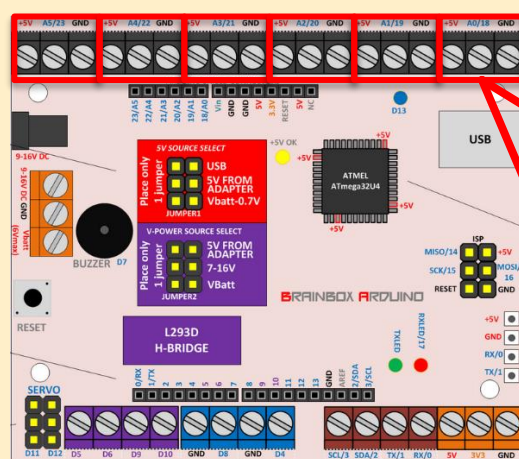 +5V A5/23 GND +5V A4/22 GND +5V A3/21 GND +5V A2/20 GND +5V A1/19 GND +5V A0/18 GND
23/A5 22/A4 21/A3 20/A2 19/A1 18/A0 Vin GND GND 5V 3.3V RESET 5V NC
D13
9-16V DC
9-16V DC GND Vbatt (6Vmax)
5V SOURCE SELECT
Place only
1 jumper
USB
5V FROM
ADAPTER
Vbatt-0.7V
JUMPER1
+5V OK
+5V
+5V
ATMEL
ATmega32U4
+5V
+5V
USB
V-POWER SOURCE SELECT
Place only
1 jumper
5V FROM
ADAPTER
7-16V
VBatt
JUMPER2
BUZZER D7
RESET
BRAINBOX ARDUINO
ISP
MISO/14 +5V
SCK/15 MOSI/
16
RESET GND
L293D
H-BRIDGE
TXLED
RXLED/17
+5V
GND
RX/0
TX/1
0/RX 1/TX 2 3 4 5 6 7 8 9 10 11 12 13 GND AREF 2/SDA 3/SCL
SERVO
D11 D12 D5 D6 D9 D10 GND D8 GND D4 SCL/3 SDA/2 TX/1 RX/0 5V 3V3 GND